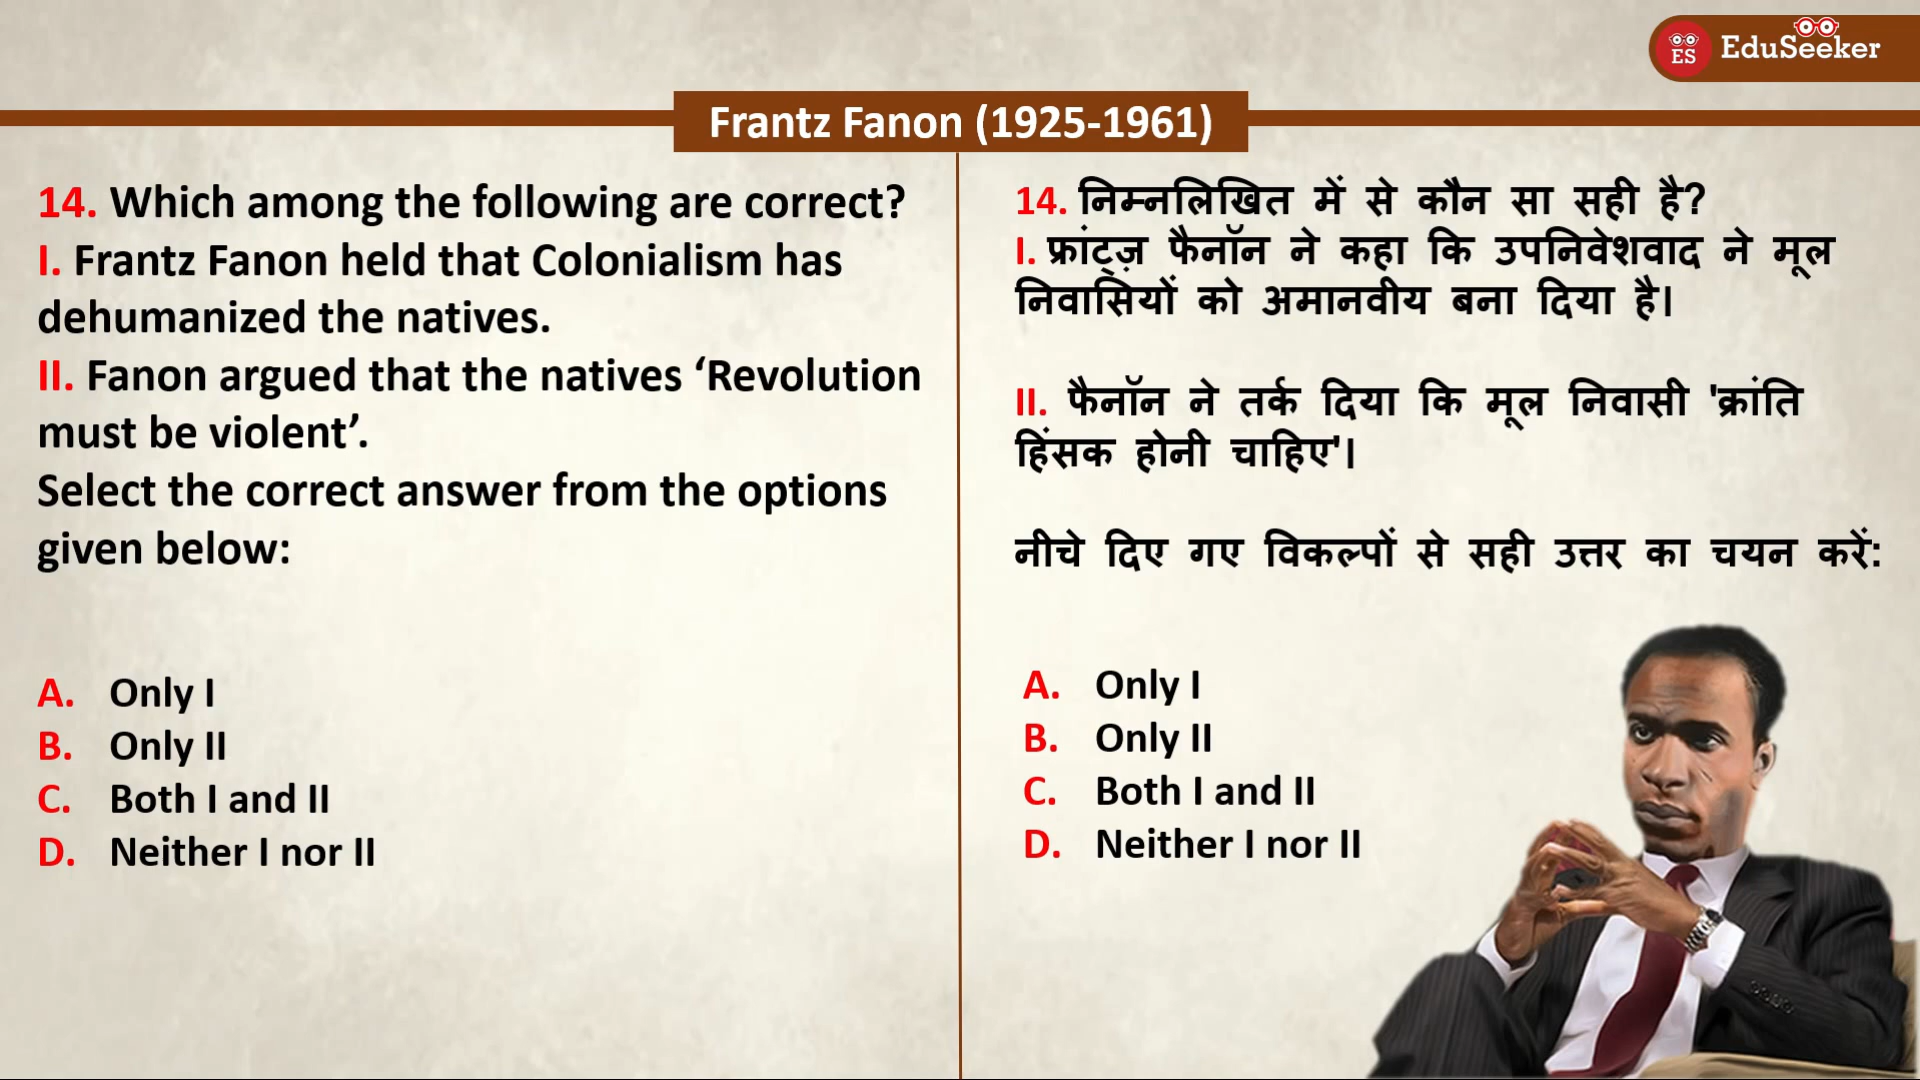 ES EduSeeker
Frantz Fanon (1925-1961)
14. Which among the following are correct?
I. Frantz Fanon held that Colonialism has
dehumanized the natives.
II. Fanon argued that the natives ‘Revolution
must be violent’.
Select the correct answer from the options
given below:
A. Only I
B. Only II
C. Both I and II
D. Neither I nor II
14. निम्नलिखित में से कौन सा सही है?
I. फ्रांट्ज़ फैनॉन ने कहा कि उपनिवेशवाद ने मूल
निवासियों को अमानवीय बना दिया है।
II. फैनॉन ने तर्क दिया कि मूल निवासी 'क्रांति
हिंसक होनी चाहिए'।
नीचे दिए गए विकल्पों से सही उत्तर का चयन करें:
A. Only I
B. Only II
C. Both I and II
D. Neither I nor II